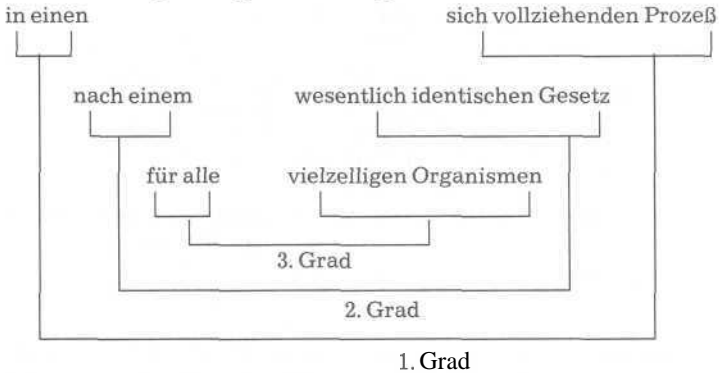 in einen sich vollziehenden Prozeß
nach einem wesentlich identischen Gesetz
für alle vielzelligen Organismen
3. Grad
2. Grad
1. Grad